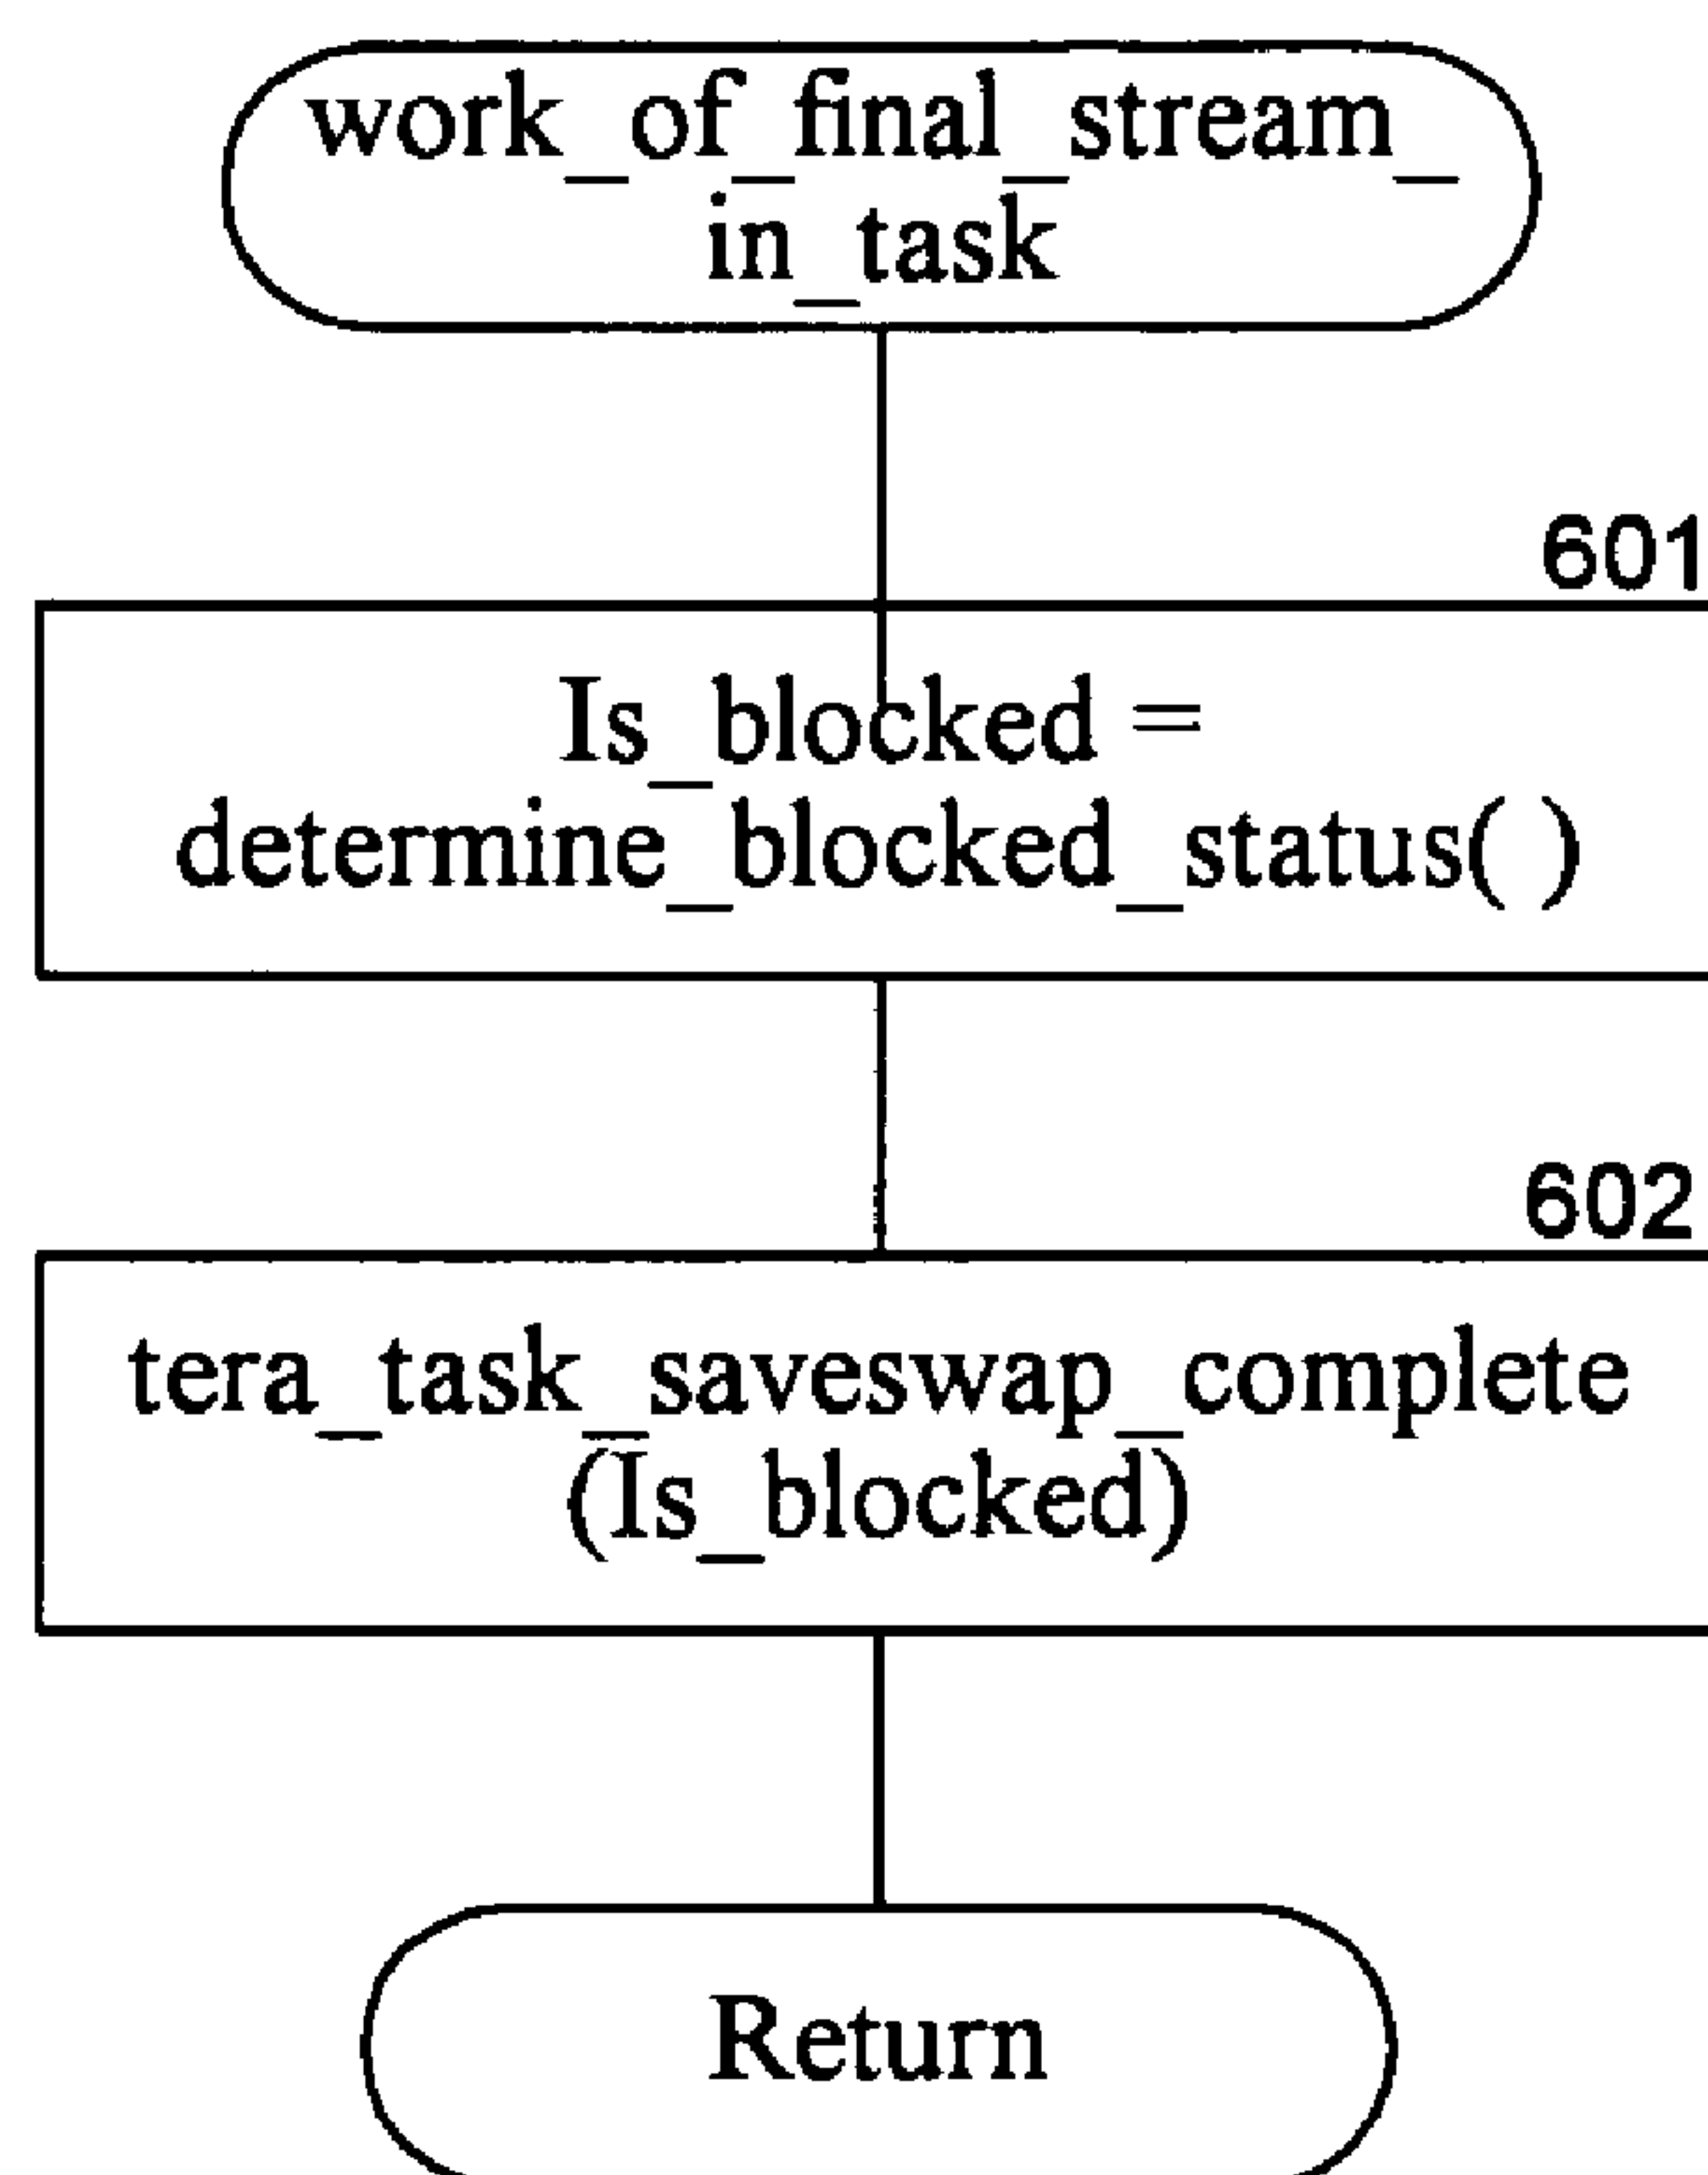 work_of_final_stream_
in_task
601
Is_blocked =
determine_blocked_status( )
602
tera_task_saveswap_complete
(Is_blocked)
Return